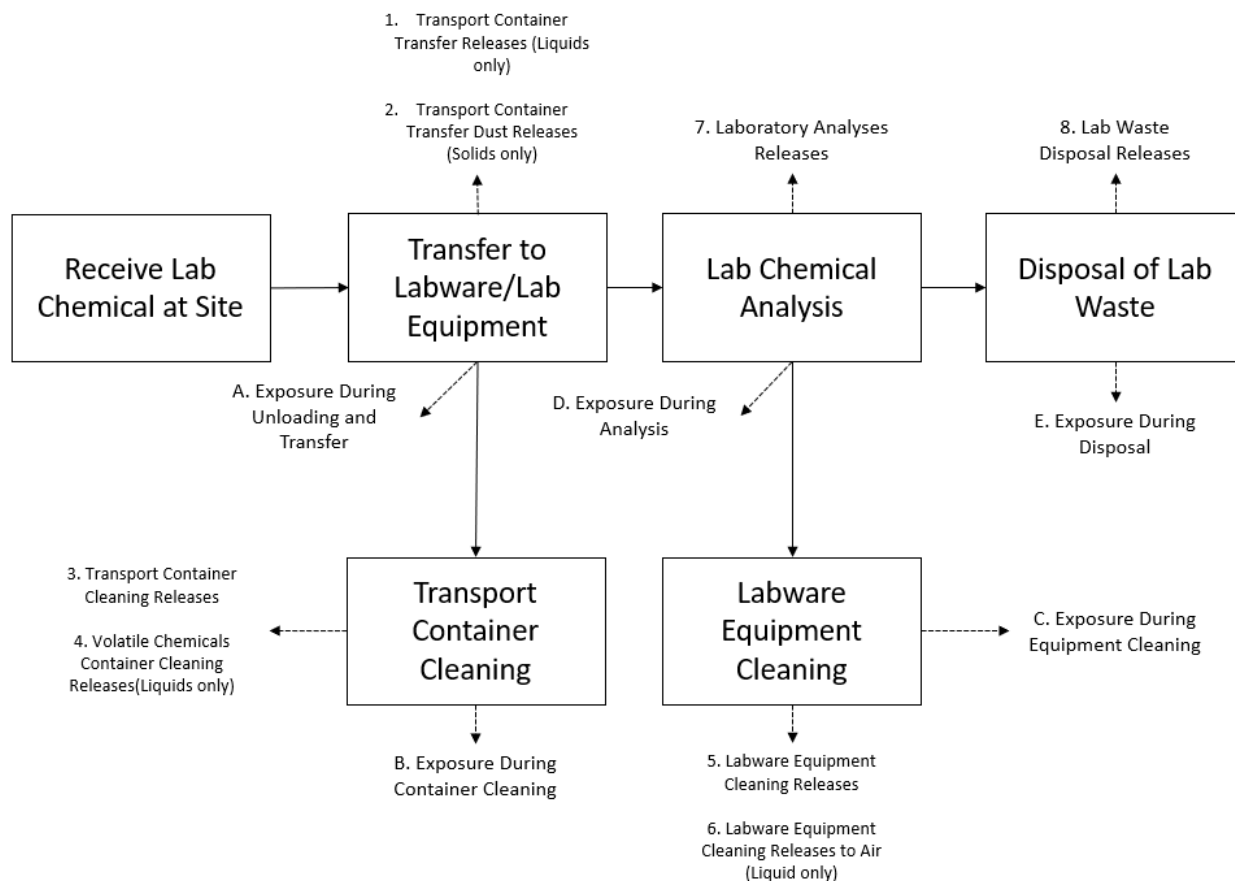 1. Transport Container
Transfer Releases (Liquids
only)
2. Transport Container
Transfer Dust Releases
(Solids only)
7. Laboratory Analyses
Releases
8. Lab Waste
Disposal Releases
Receive Lab
Chemical at Site
Transfer to
Labware/Lab
Equipment
Lab Chemical
Analysis
Disposal of Lab
Waste
A. Exposure During
Unloading and
Transfer
D. Exposure During
Analysis
E. Exposure During
Disposal
3. Transport Container
Cleaning Releases
4. Volatile Chemicals
Container Cleaning
Releases(Liquids only)
Transport
Container
Cleaning
Labware
Equipment
Cleaning
C. Exposure During
Equipment Cleaning
B. Exposure During
Container Cleaning
5. Labware Equipment
Cleaning Releases
6. Labware Equipment
Cleaning Releases to Air
(Liquid only)